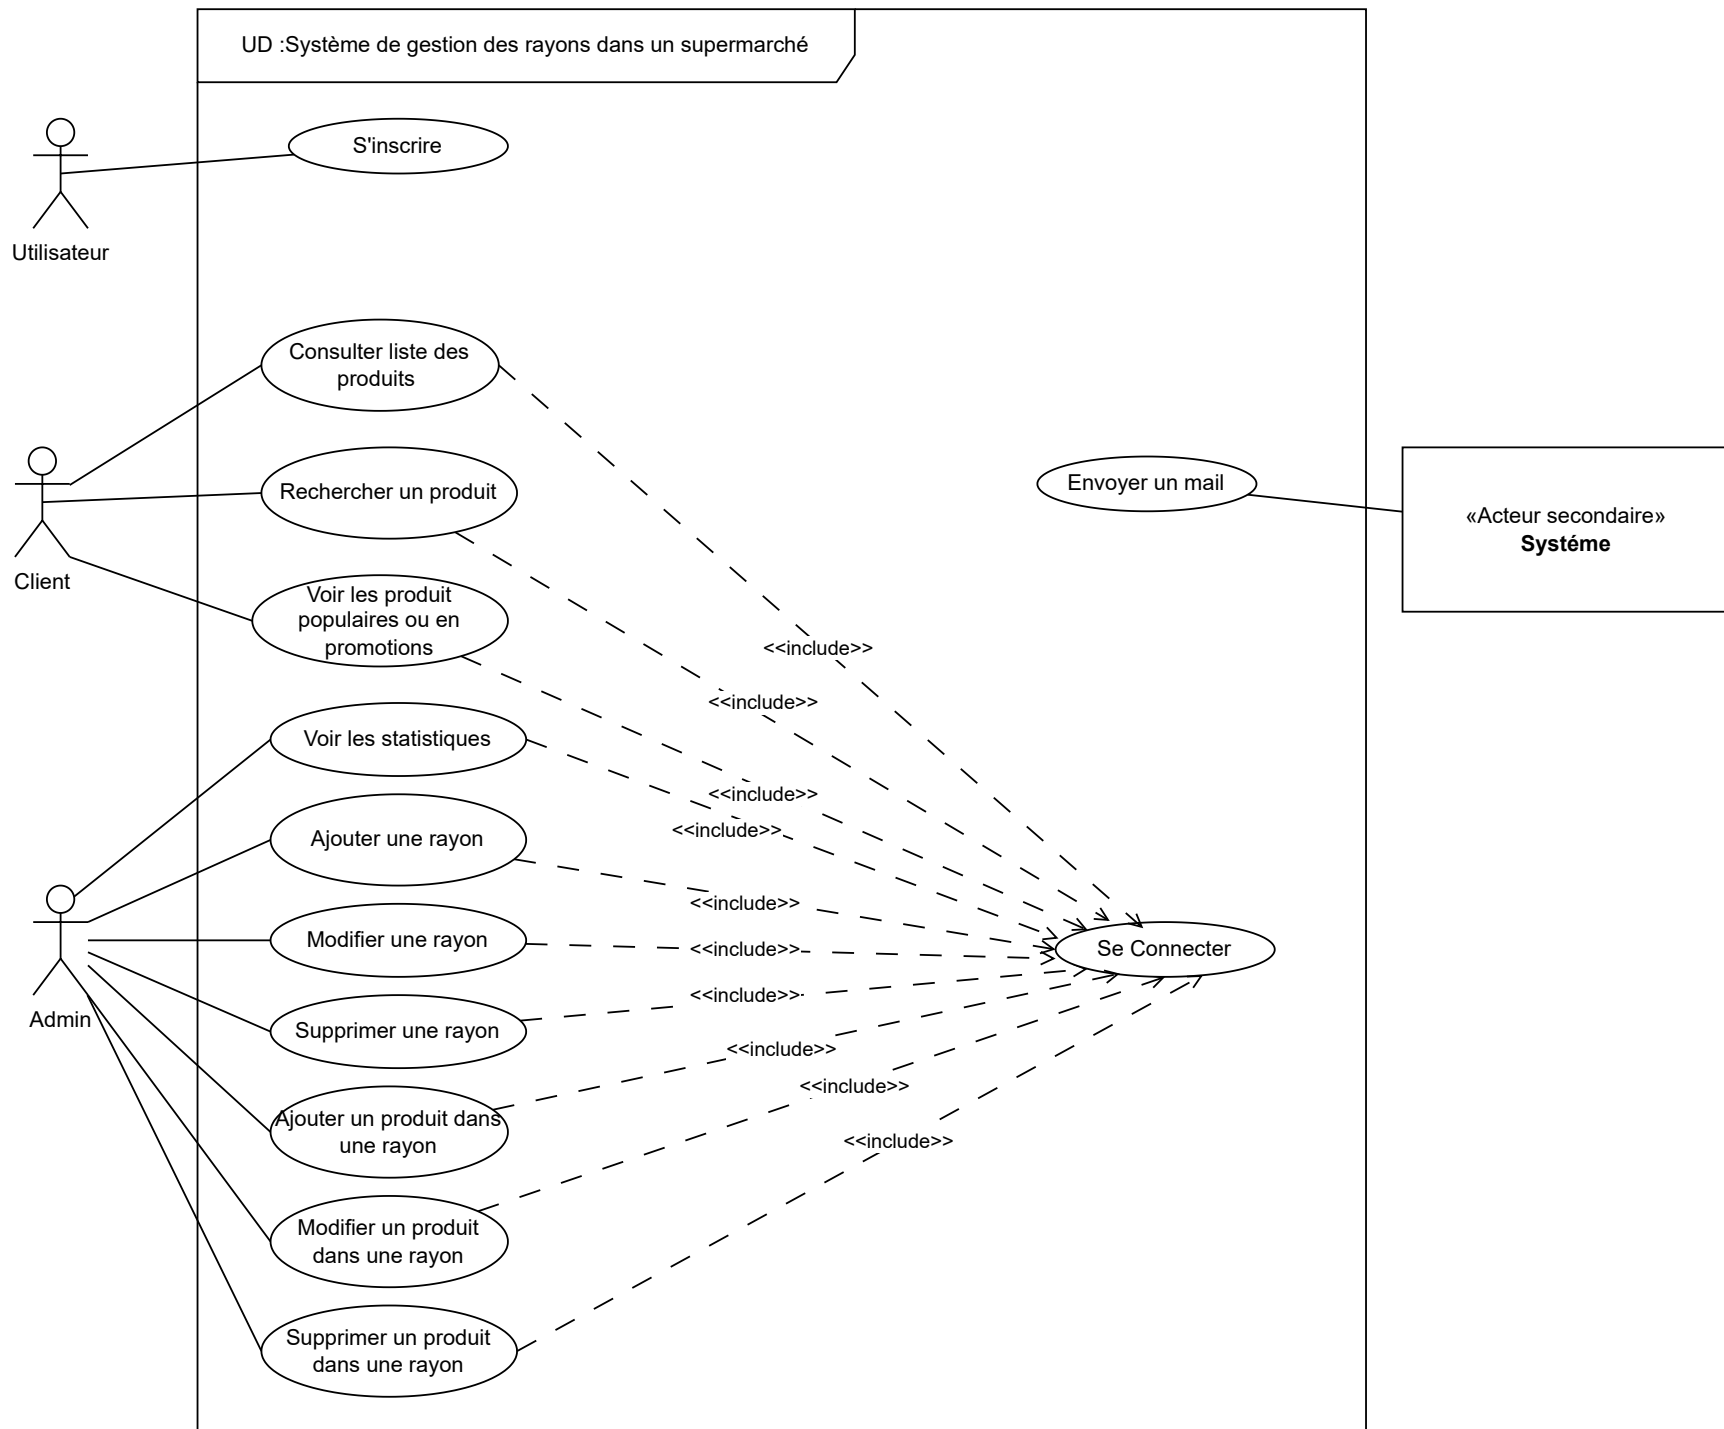 UD :Système de gestion des rayons dans un supermarché
S'inscrire
Utilisateur
Consulter liste des
produits
Rechercher un produit
Envoyer un mail
«Acteur secondaire»
Systéme
Client
Voir les produit
populaires ou en
promotions
<<include>>
<<include>>
Voir les statistiques
<<include>>
<<include>>
Ajouter une rayon
<<include>>
Modifier une rayon
<<include>>
Se Connecter
<<include>>
Admin
Supprimer une rayon
<<include>>
<<include>>
Ajouter un produit dans
une rayon
<<include>>
Modifier un produit
dans une rayon
Supprimer un produit
dans une rayon